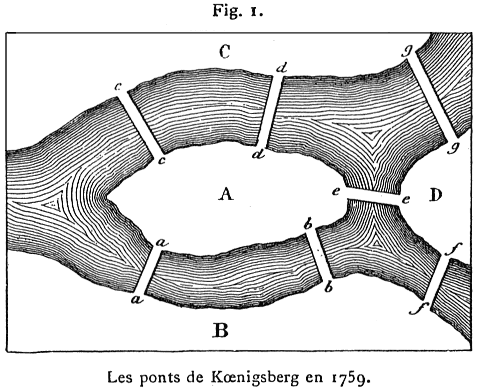 Fig. 1.
C
c
d
g
c
d
g
A
e
e
D
a
b
f
a
b
f
B
Les ponts de Kœnigsberg en 1759.